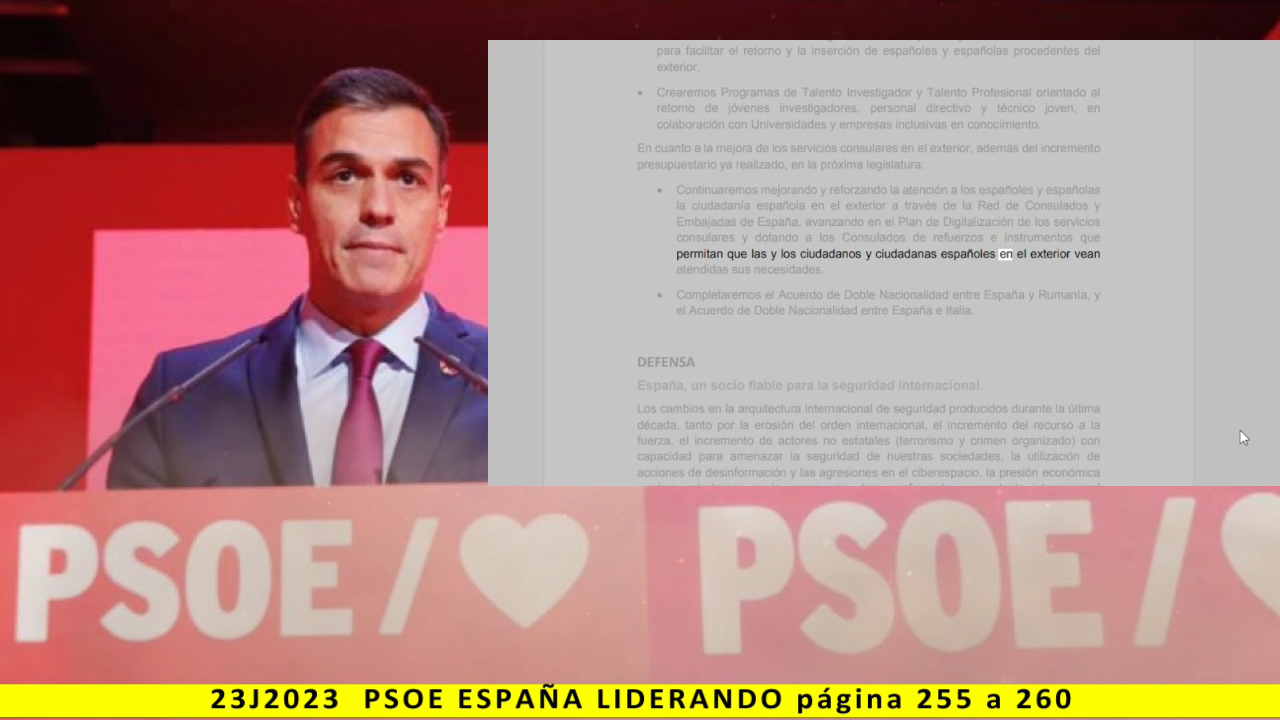 para facilitar el retorno y la inserción de españoles y españolas procedentes del
exterior.
• Crearemos Programas de Talento Investigador y Talento Profesional orientado al
retorno de jóvenes investigadores, personal directivo y técnico joven, en
colaboración con Universidades y empresas inclusivas en conocimiento.
En cuanto a la mejora de los servicios consulares en el exterior, además del incremento
presupuestario ya realizado, en la próxima legislatura:
• Continuaremos mejorando y reforzando la atención a los españoles y españolas
la ciudadanía española en el exterior a través de la Red de Consulados y
Embajadas de España, avanzando en el Plan de Digitalización de los servicios
consulares y dotando a los Consulados de refuerzos e instrumentos que
permitan que las y los ciudadanos y ciudadanas españoles en el exterior vean
atendidas sus necesidades.
• Completaremos el Acuerdo de Doble Nacionalidad entre España y Rumanía, y
el Acuerdo de Doble Nacionalidad entre España e Italia.
DEFENSA
España, un socio fiable para la seguridad internacional.
Los cambios en la arquitectura internacional de seguridad producidos durante la última
década, tanto por la erosión del orden internacional, el incremento del recurso a la
fuerza, el incremento de actores no estatales (terrorismo y crimen organizado) con
capacidad para amenazar la seguridad de nuestras sociedades, la utilización de
acciones de desinformación y las agresiones en el ciberespacio, la presión económica
PSOE /
PSOE /
23J2023 PSOE ESPAÑA LIDERANDO página 255 a 260